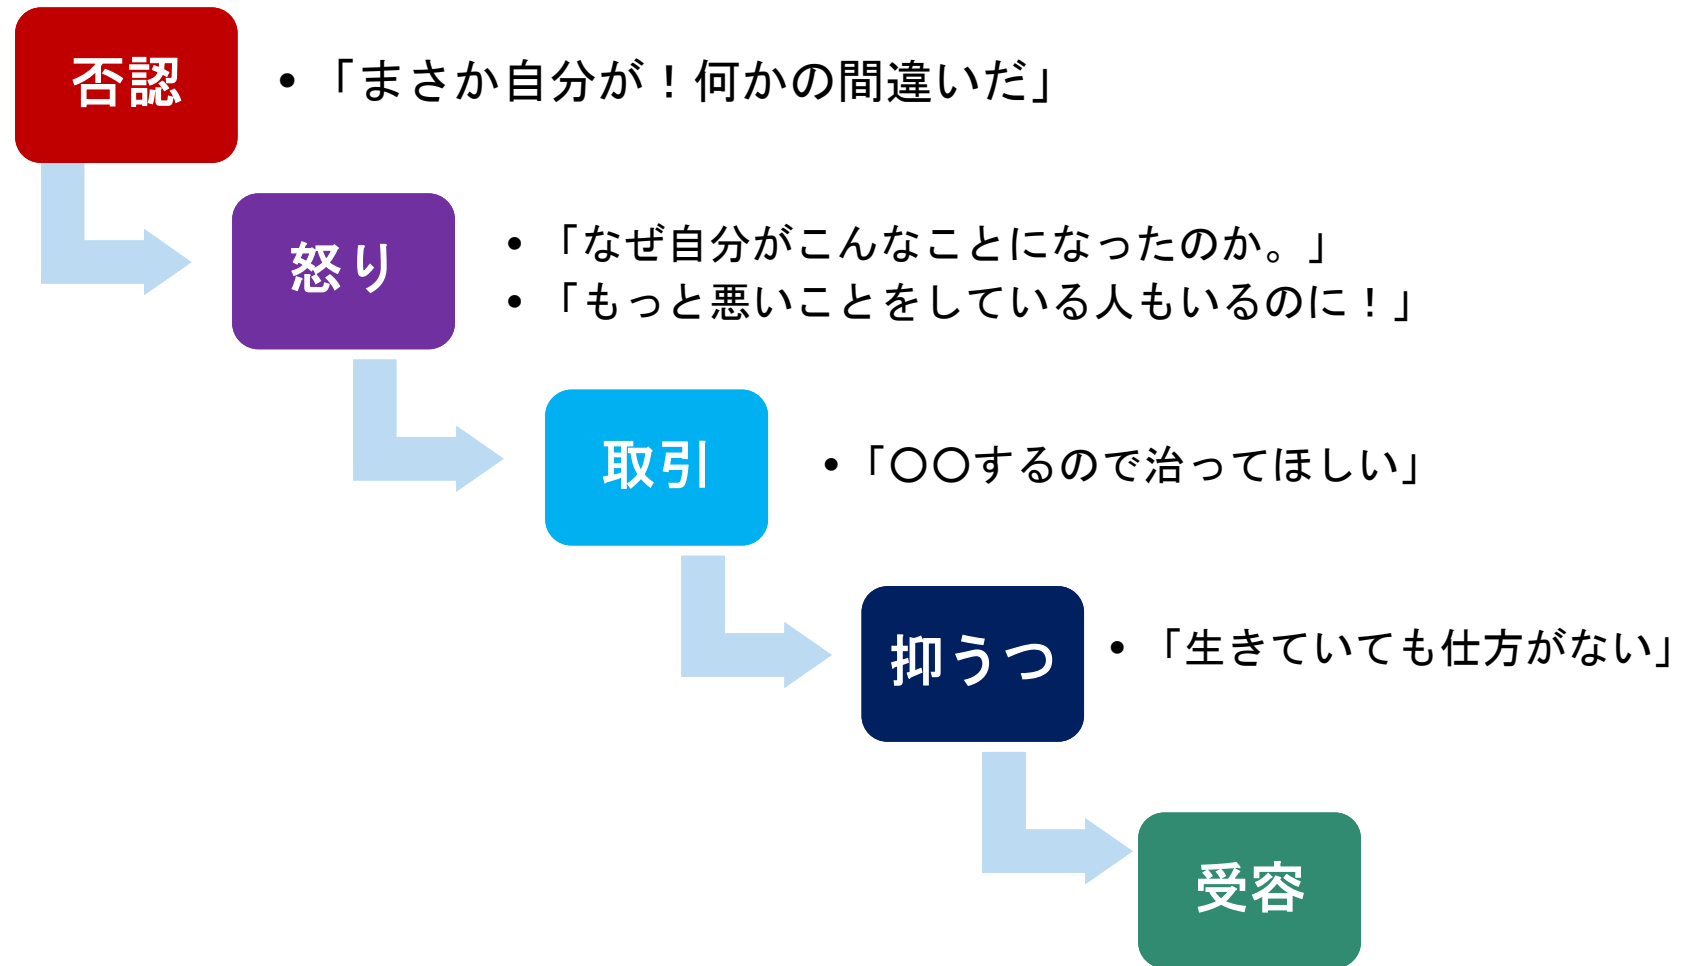 否認
• 「まさか自分が！何かの間違いだ」
怒り
• 「なぜ自分がこんなことになったのか。」
• 「もっと悪いことをしている人もいるのに！」
取引
• 「〇〇するので治ってほしい」
抑うつ
• 「生きていても仕方がない」
受容